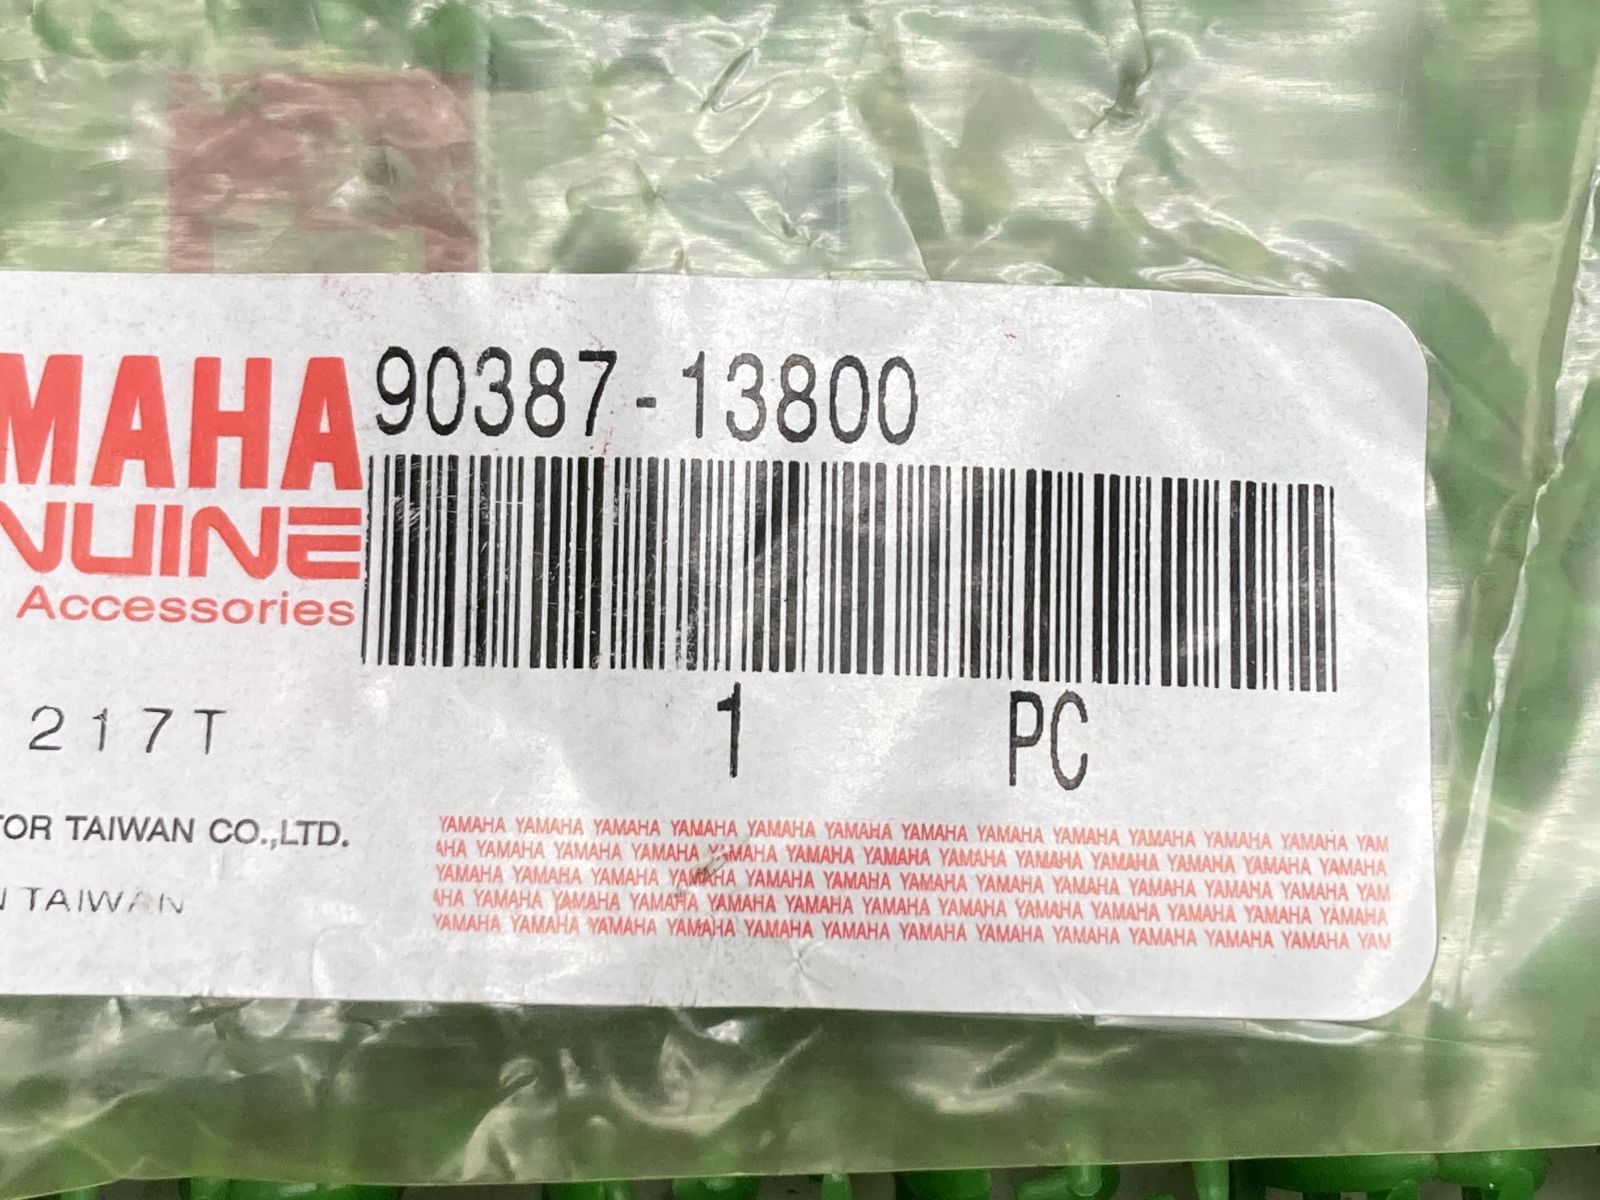 90387-13800
MAHA
NUINE
Accessories
217T
1 PC
TOR TAIWAN CO.,LTD.
N TAIWAN
YAMAHA YAMAHA YAMAHA YAMAHA YAMAHA YAMAHA YAMAHA YAMAHA YAMAHA YAMAHA YAMAHA YAMAHA YAM
AHA YAMAHA YAMAHA YAMAHA YAMAHA YAMAHA YAMAHA YAMAHA YAMAHA YAMAHA YAMAHA YAMAHA YAMAHA
YAMAHA YAMAHA YAMAHA YAMAHA YAMAHA YAMAHA YAMAHA YAMAHA YAMAHA YAMAHA YAMAHA YAMAHA YAM
AHA YAMAHA YAMAHA YAMAHA YAMAHA YAMAHA YAMAHA YAMAHA YAMAHA YAMAHA YAMAHA YAMAHA YAMAHA
YAMAHA YAMAHA YAMAHA YAMAHA YAMAHA YAMAHA YAMAHA YAMAHA YAMAHA YAMAHA YAMAHA YAMAHA YAM